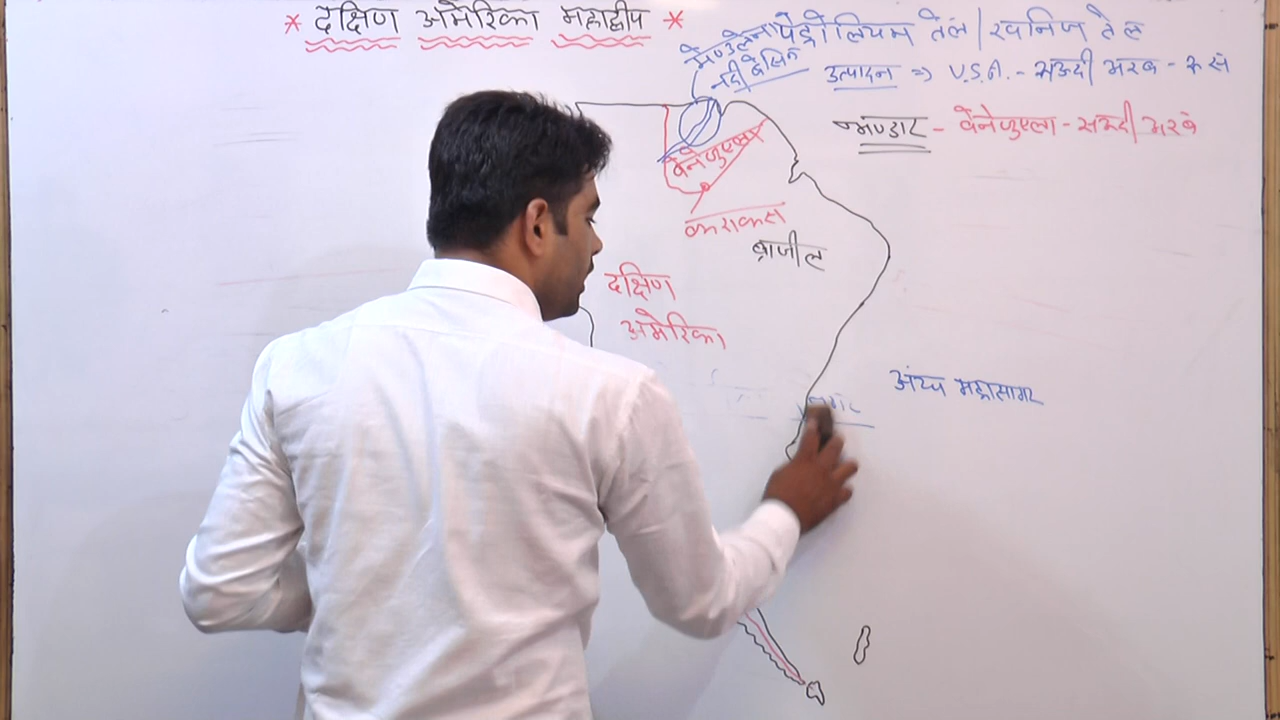 * दक्षिण अमेरिका महाद्वीप *
पेट्रोलियम तेल / खनिज तेल
नदी बेसिन
उत्पादन ⇒ U.S.A. - सऊदी अरब - रूस
भण्डार - वेनेजुएला - सऊदी अरब
वेनेजुएला
काराकस
ब्राजील
दक्षिण
अमेरिका
अंध महासागर